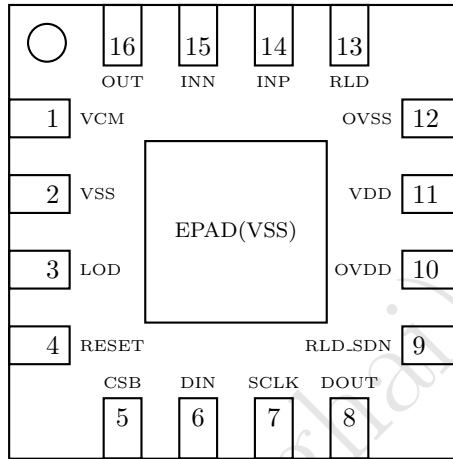 16 15 14 13
OUT INN INP RLD
1 VCM OVSS 12
2 VSS VDD 11
EPAD(VSS)
3 LOD OVDD 10
4 RESET RLD_SDN 9
CSB DIN SCLK DOUT
5 6 7 8